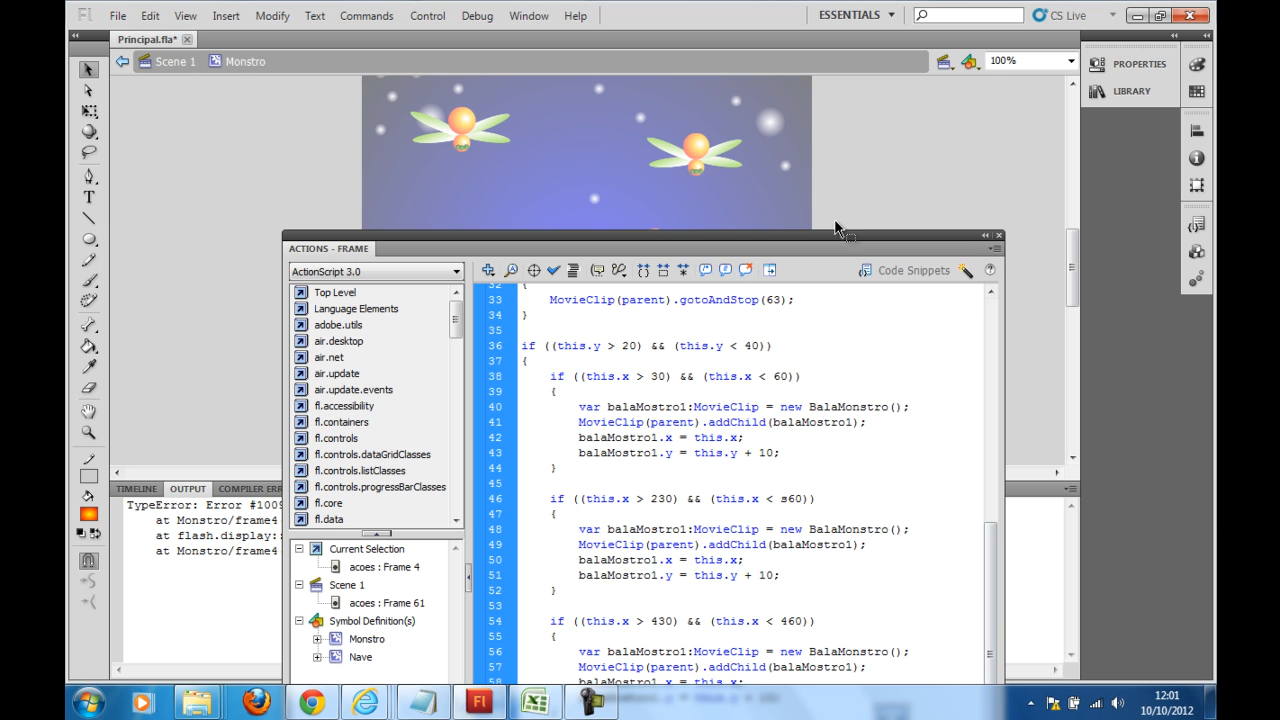 Fl File Edit View Insert Modify Text Commands Control Debug Window Help ESSENTIALS CS Live
Principal.fla*
Scene 1 Monstro 100%
PROPERTIES
LIBRARY
ACTIONS - FRAME
ActionScript 3.0 Code Snippets
Top Level
Language Elements
adobe.utils
air.desktop
air.net
air.update
air.update.events
fl.accessibility
fl.containers
fl.controls
fl.controls.dataGridClasses
fl.controls.listClasses
fl.controls.progressBarClasses
fl.core
fl.data
Current Selection
acoes : Frame 4
Scene 1
acoes : Frame 61
Symbol Definition(s)
Monstro
Nave
32 {
33 MovieClip(parent).gotoAndStop(63);
34 }
35
36 if ((this.y > 20) && (this.y < 40))
37 {
38 if ((this.x > 30) && (this.x < 60))
39 {
40 var balaMostro1:MovieClip = new BalaMonstro();
41 MovieClip(parent).addChild(balaMostro1);
42 balaMostro1.x = this.x;
43 balaMostro1.y = this.y + 10;
44 }
45
46 if ((this.x > 230) && (this.x < s60))
47 {
48 var balaMostro1:MovieClip = new BalaMonstro();
49 MovieClip(parent).addChild(balaMostro1);
50 balaMostro1.x = this.x;
51 balaMostro1.y = this.y + 10;
52 }
53
54 if ((this.x > 430) && (this.x < 460))
55 {
56 var balaMostro1:MovieClip = new BalaMonstro();
57 MovieClip(parent).addChild(balaMostro1);
58 balaMostro1.x = this.x;
TIMELINE OUTPUT COMPILER ERR
TypeError: Error #1009
at Monstro/frame4
at flash.display::
at Monstro/frame4
Fl
12:01
10/10/2012